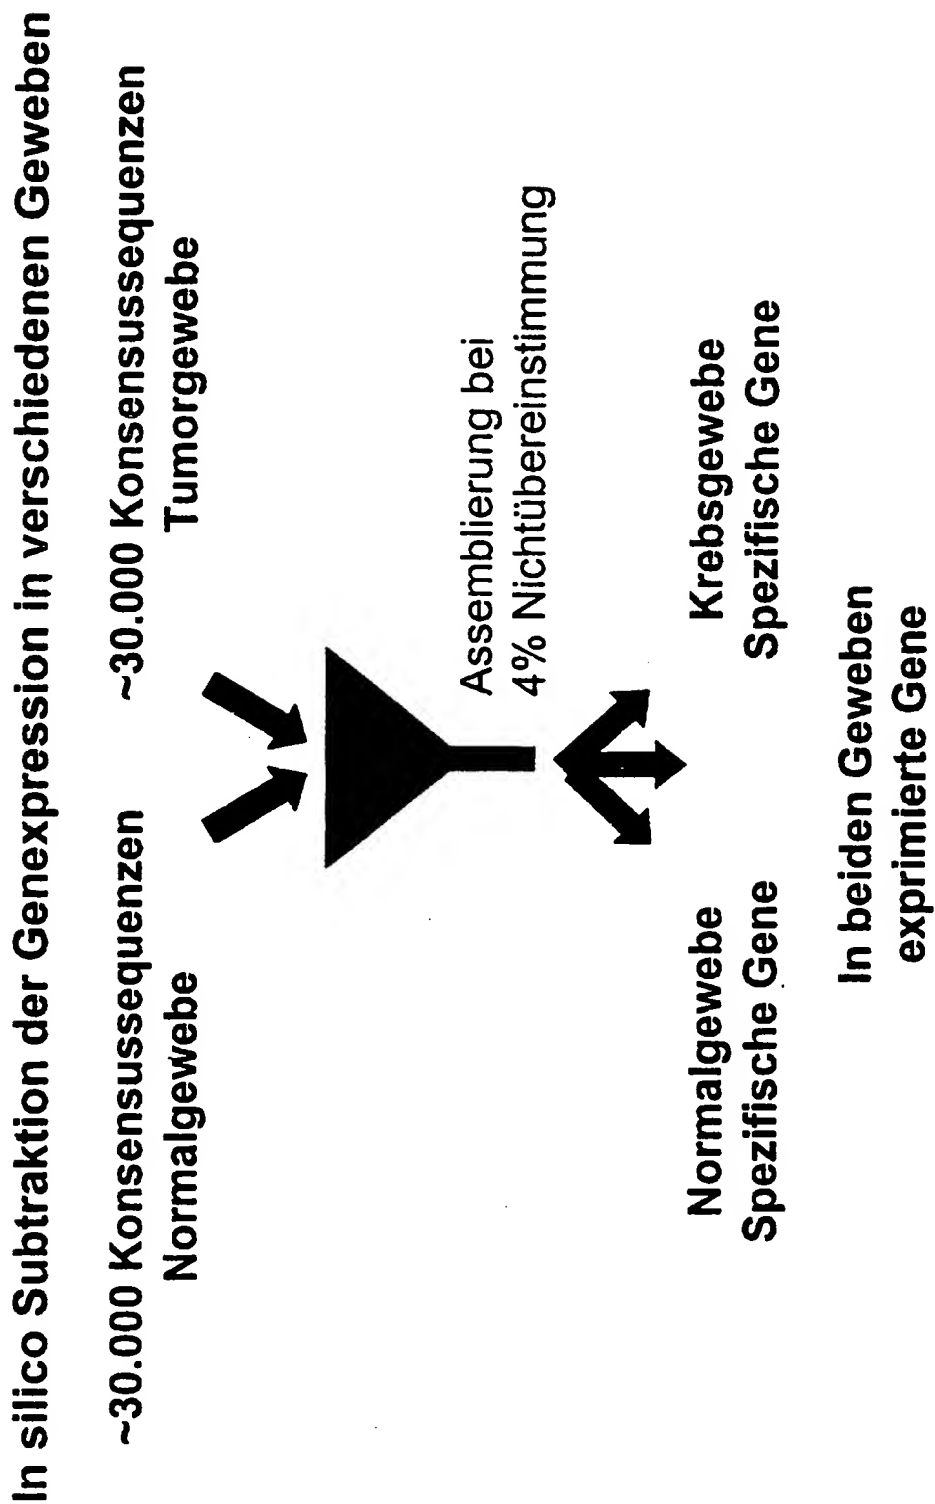 In silico Subtraktion der Genexpression in verschiedenen Geweben
~30.000 Konsensussequenzen
Normalgewebe
~30.000 Konsensussequenzen
Tumorgewebe
Assemblierung bei
4% Nichtübereinstimmung
Normalgewebe
Spezifische Gene
Krebsgewebe
Spezifische Gene
In beiden Geweben
exprimierte Gene